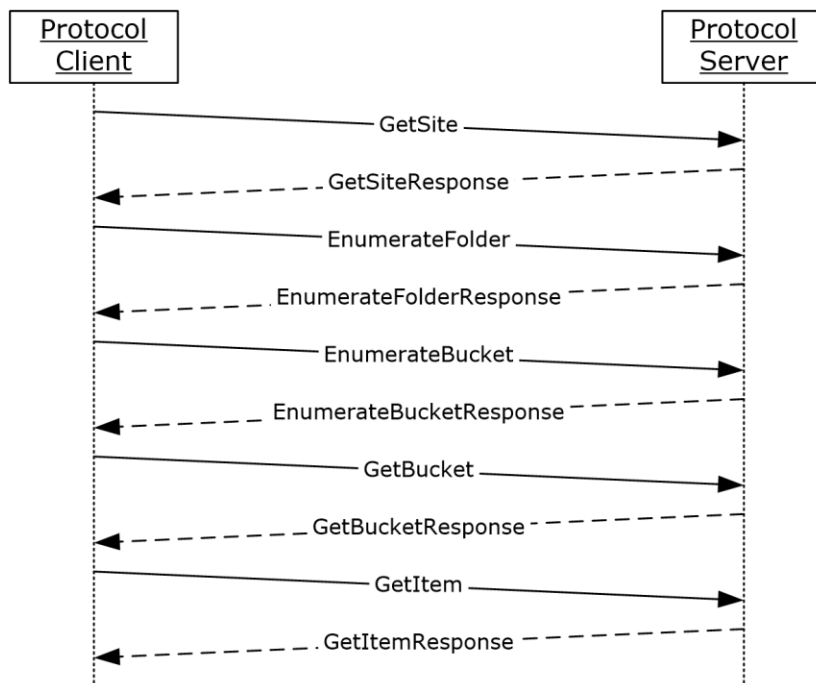 Protocol
Client
Protocol
Server
GetSite
GetSiteResponse
EnumerateFolder
EnumerateFolderResponse
EnumerateBucket
EnumerateBucketResponse
GetBucket
GetBucketResponse
GetItem
GetItemResponse